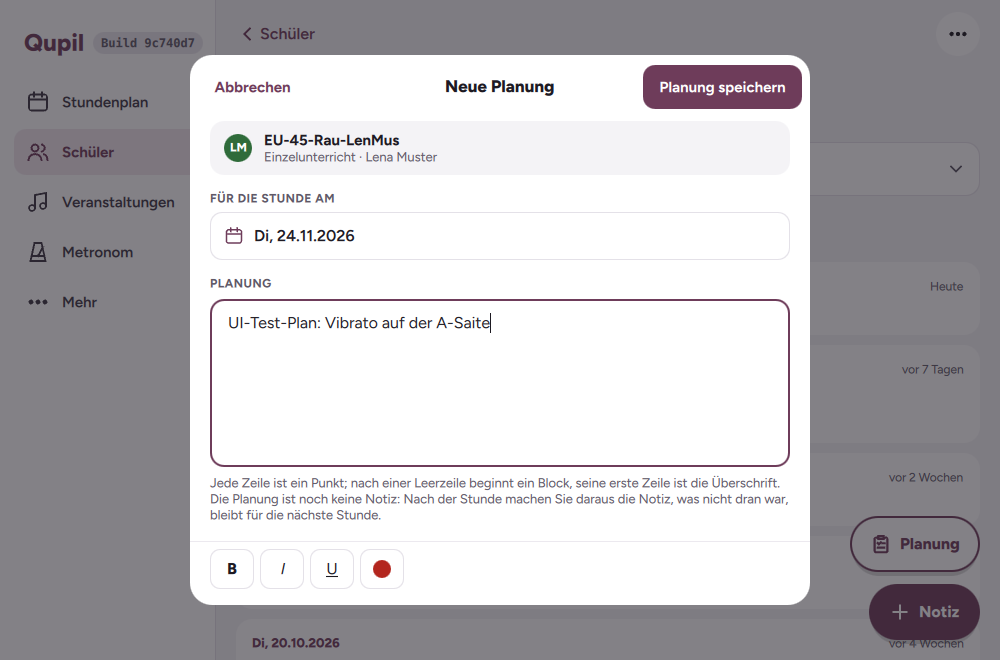 Qupil
Build 9c740d7
Stundenplan
Schüler
Veranstaltungen
Metronom
Mehr
Schüler
Abbrechen
Neue Planung
Planung speichern
LM
EU-45-Rau-LenMus
Einzelunterricht · Lena Muster
FÜR DIE STUNDE AM
Di, 24.11.2026
PLANUNG
UI-Test-Plan: Vibrato auf der A-Saite
Jede Zeile ist ein Punkt; nach einer Leerzeile beginnt ein Block, seine erste Zeile ist die Überschrift.
Die Planung ist noch keine Notiz: Nach der Stunde machen Sie daraus die Notiz, was nicht dran war,
bleibt für die nächste Stunde.
B
I
U
Heute
vor 7 Tagen
vor 2 Wochen
Planung
Notiz
Di, 20.10.2026
vor 4 Wochen